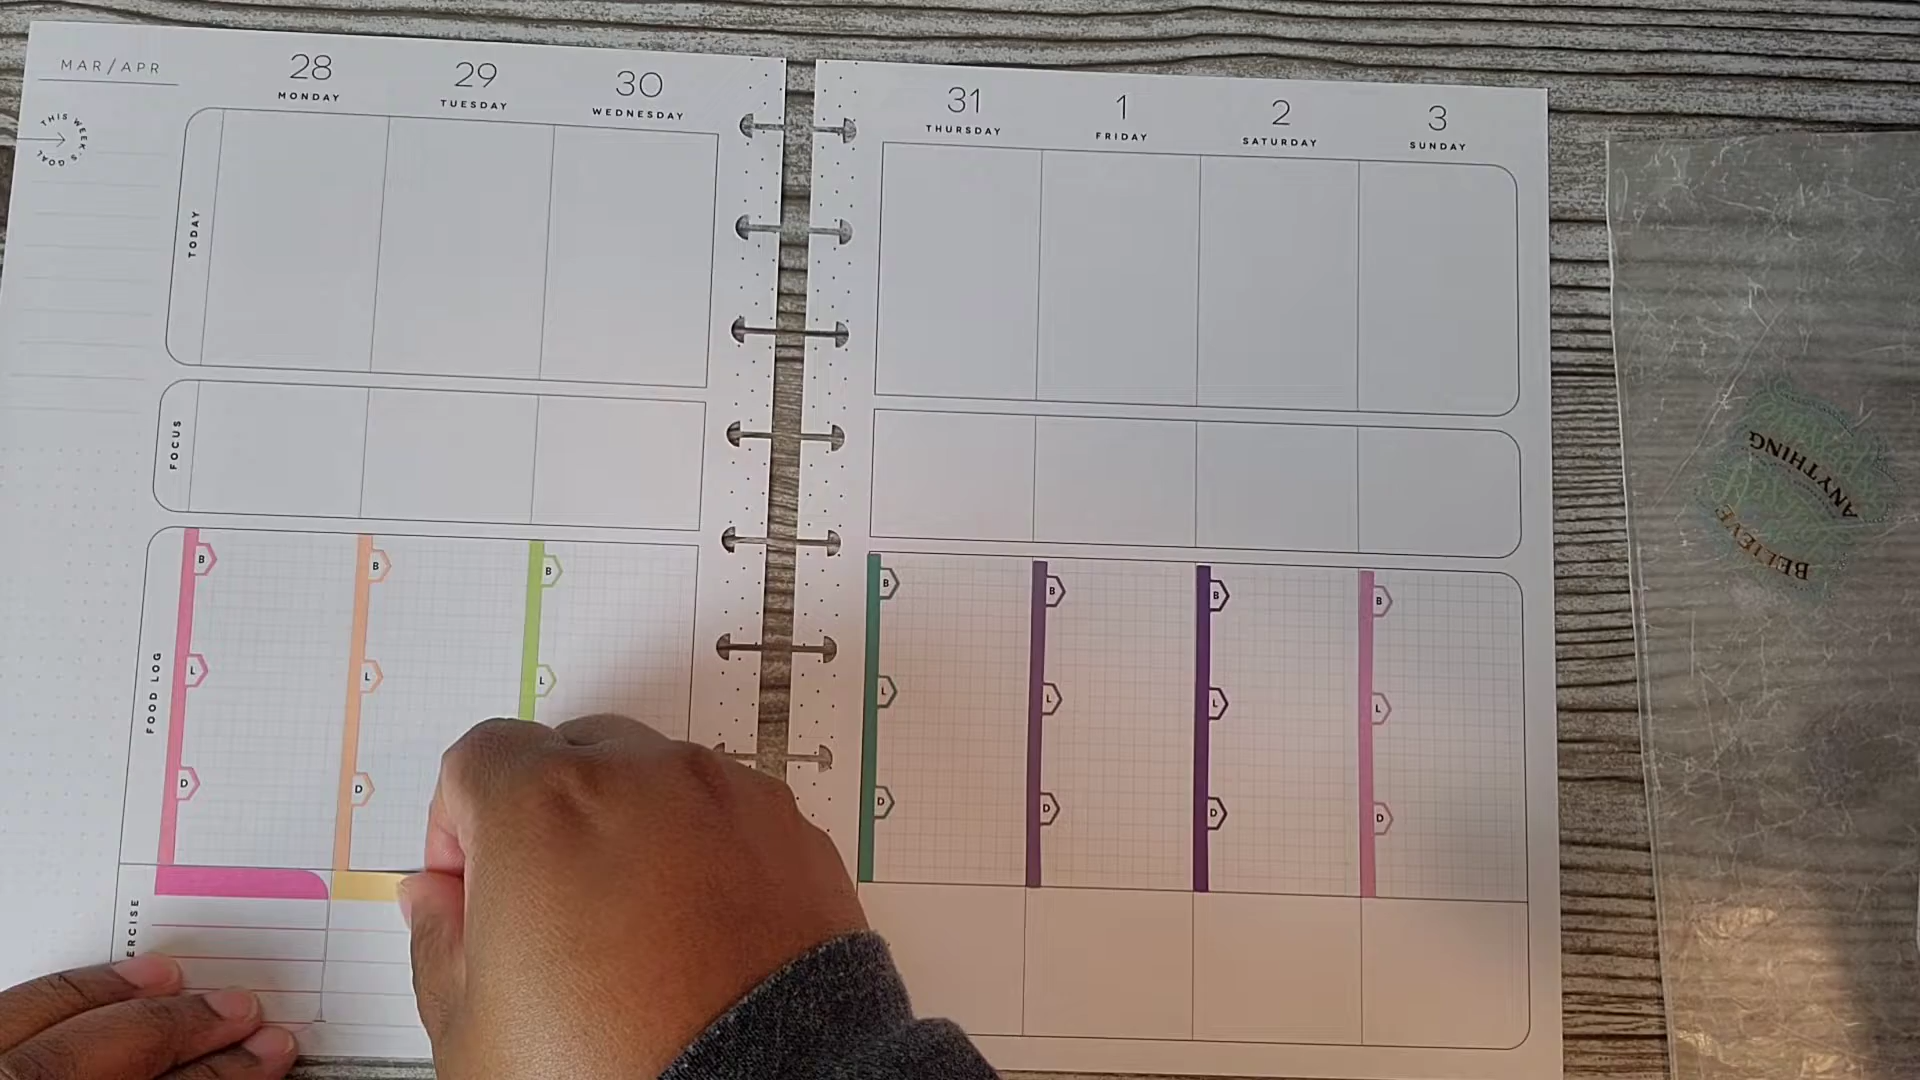 MAR/APR
THIS WEEK'S GOAL
28
MONDAY
29
TUESDAY
30
WEDNESDAY
31
THURSDAY
1
FRIDAY
2
SATURDAY
3
SUNDAY
TODAY
FOCUS
FOOD LOG
B
B
B
B
B
B
B
L
L
L
L
L
L
L
D
D
D
D
D
D
ERCISE
BELIEVE
ANYTHING